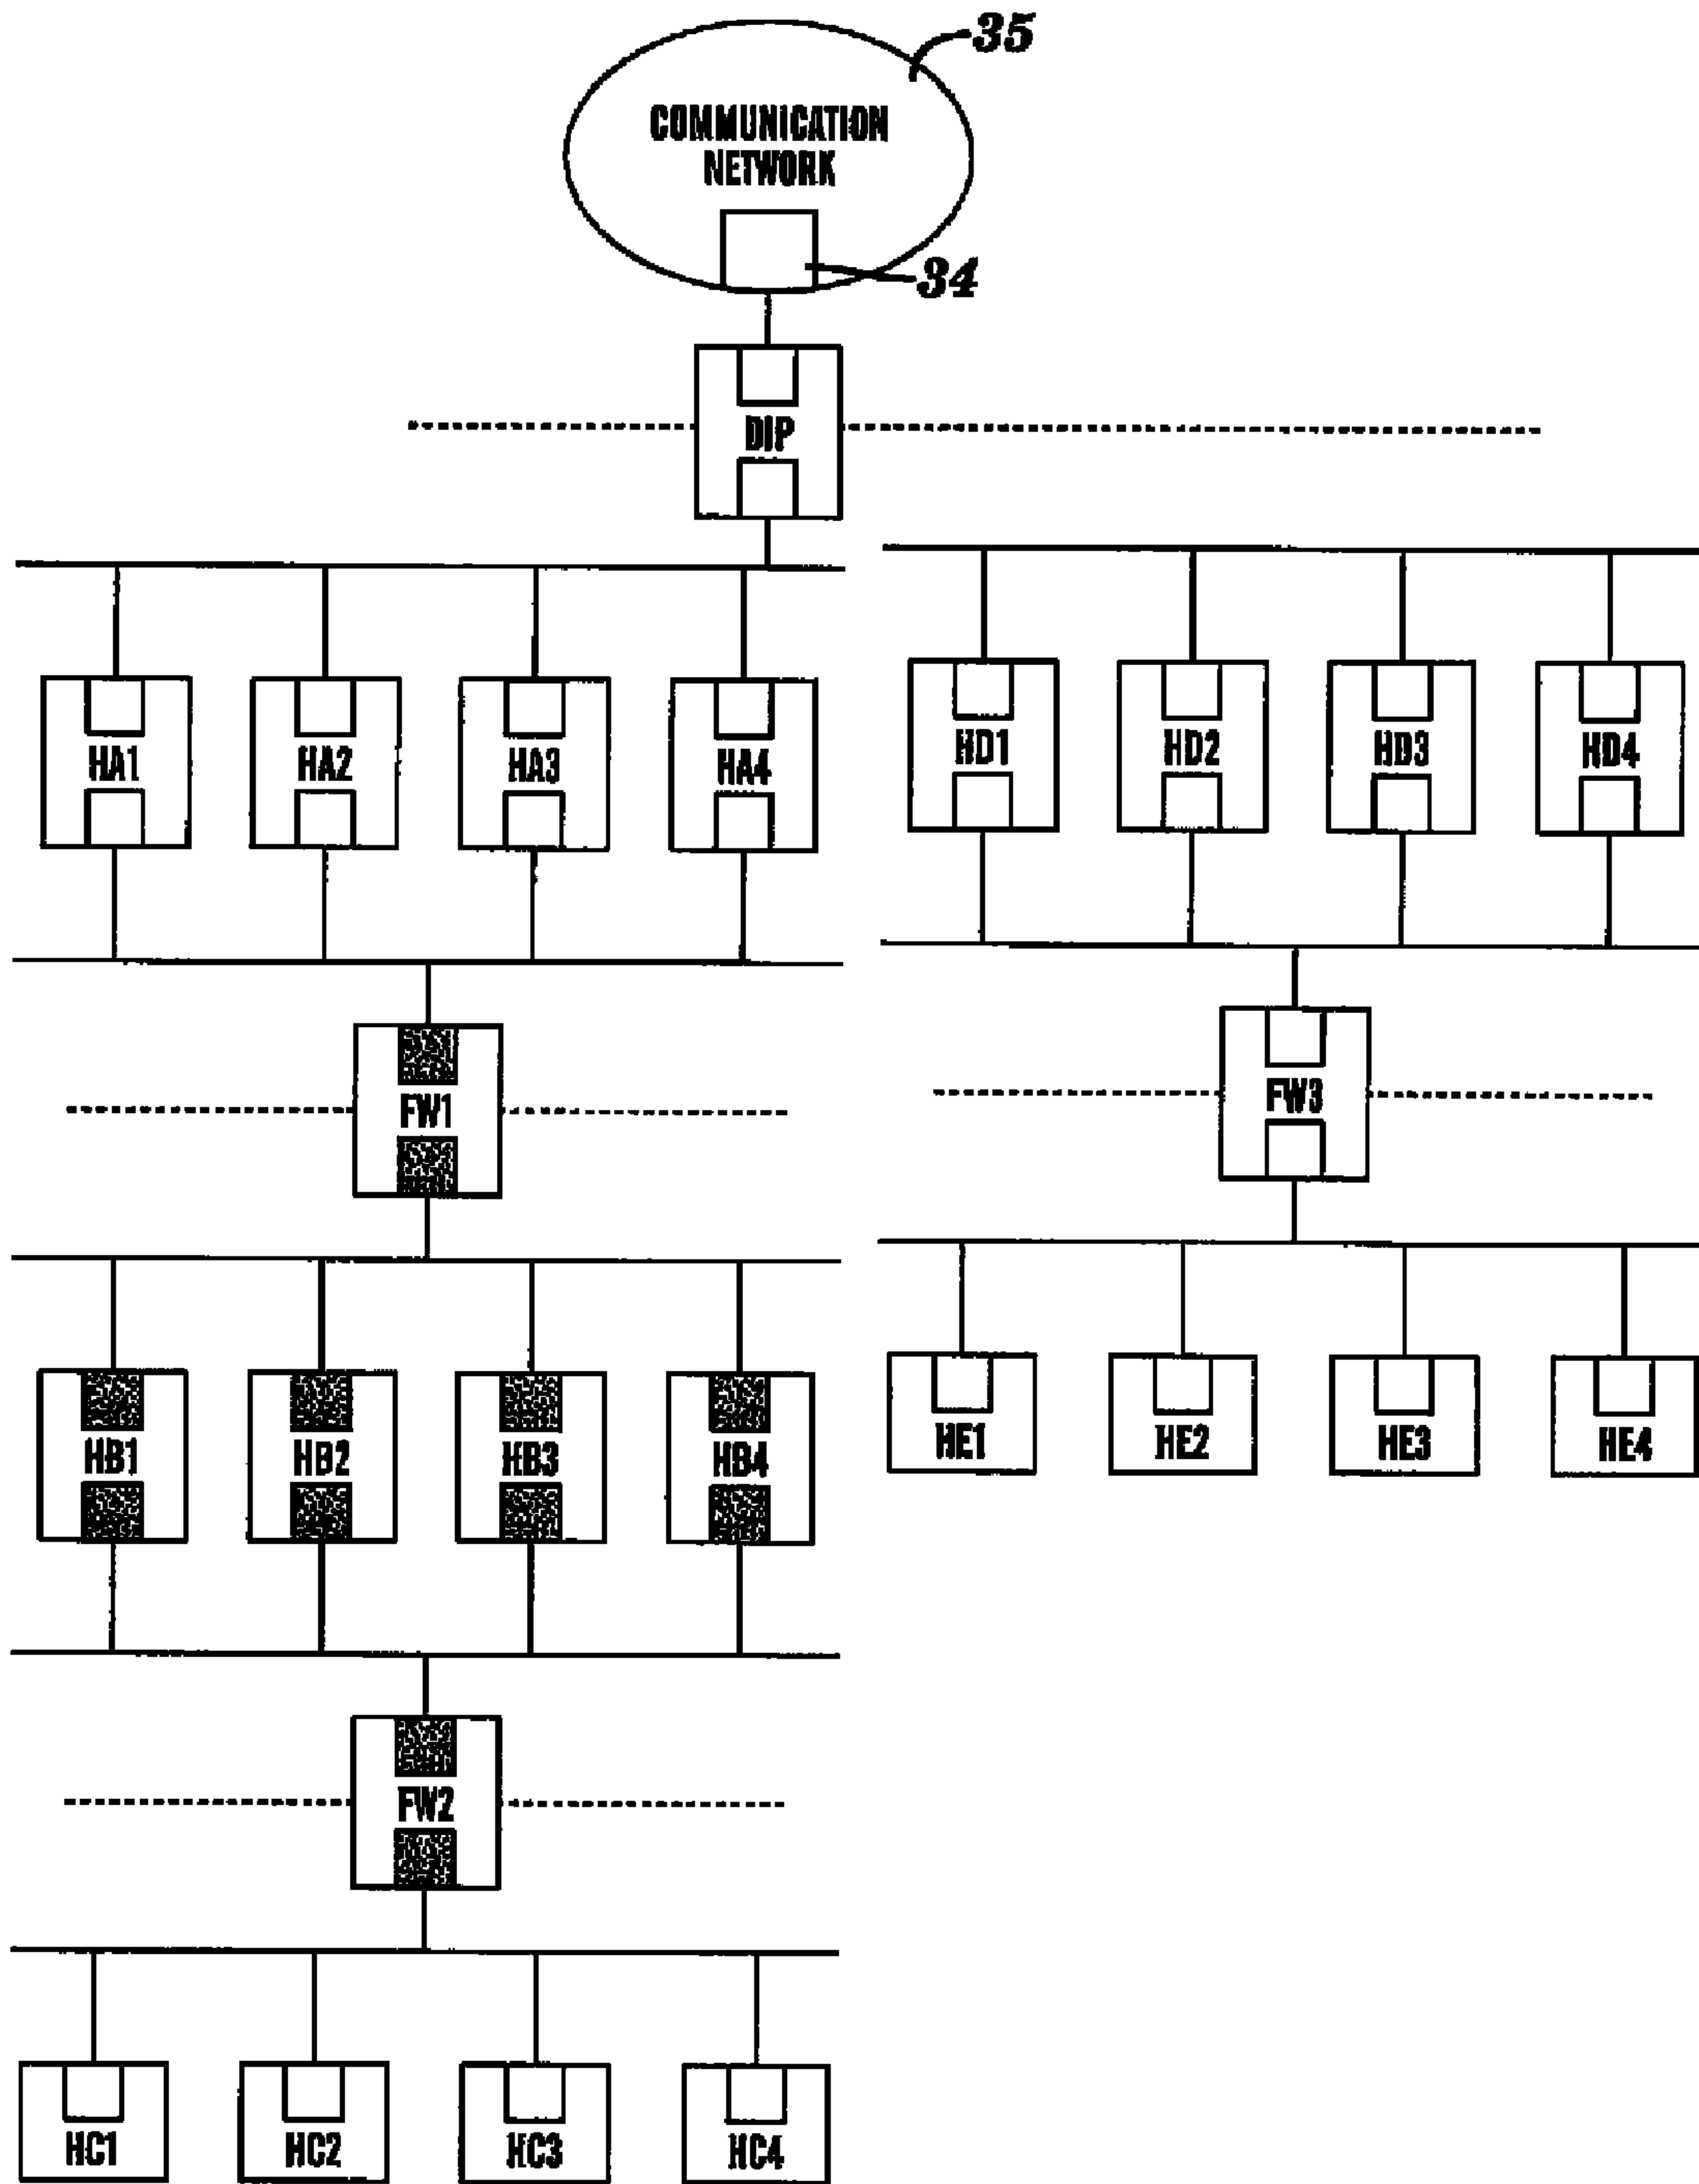 35
COMMUNICATION
NETWORK
34
DIP
HA1 HA2 HA3 HA4
HD1 HD2 HD3 HD4
FW1
FW3
HB1 HB2 HB3 HB4
HE1 HE2 HE3 HE4
FW2
HC1 HC2 HC3 HC4